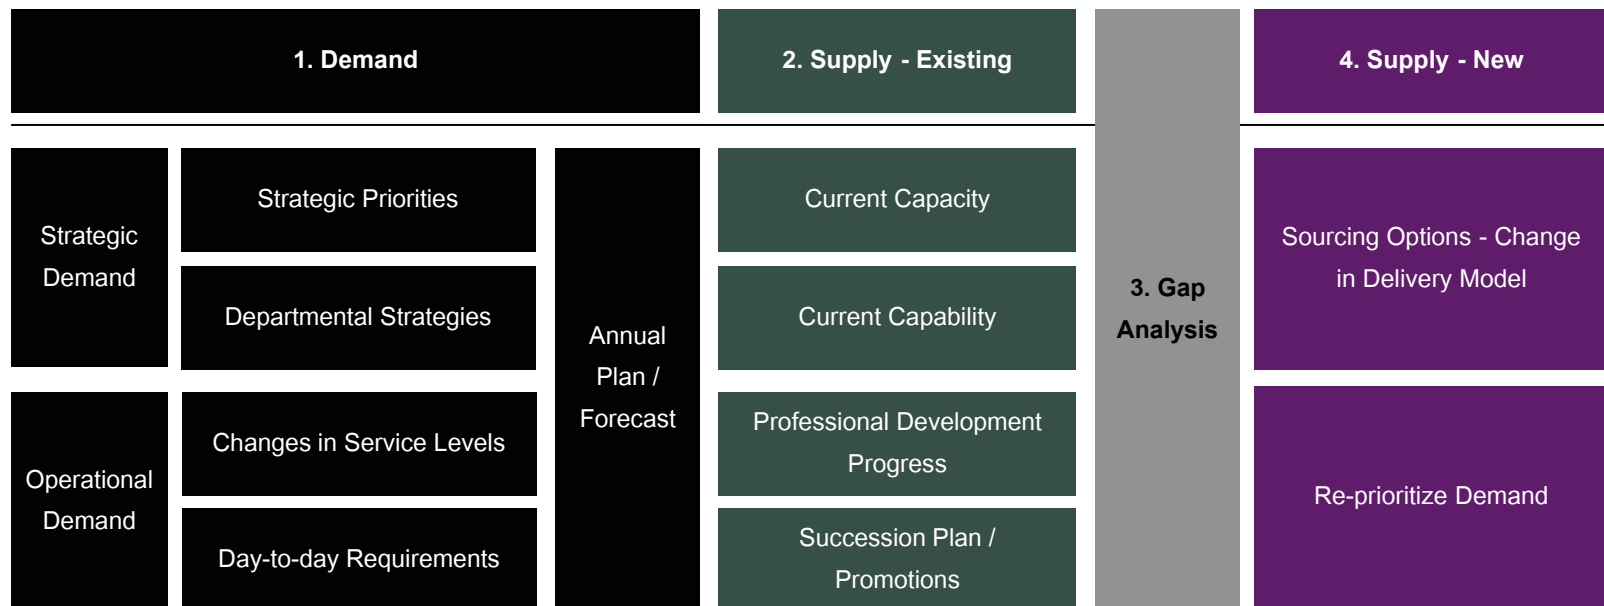 1. Demand
2. Supply - Existing
4. Supply - New
Strategic
Demand
Strategic Priorities
Departmental Strategies
Operational
Demand
Changes in Service Levels
Day-to-day Requirements
Annual
Plan /
Forecast
Current Capacity
Current Capability
Professional Development
Progress
Succession Plan /
Promotions
3. Gap
Analysis
Sourcing Options - Change
in Delivery Model
Re-prioritize Demand